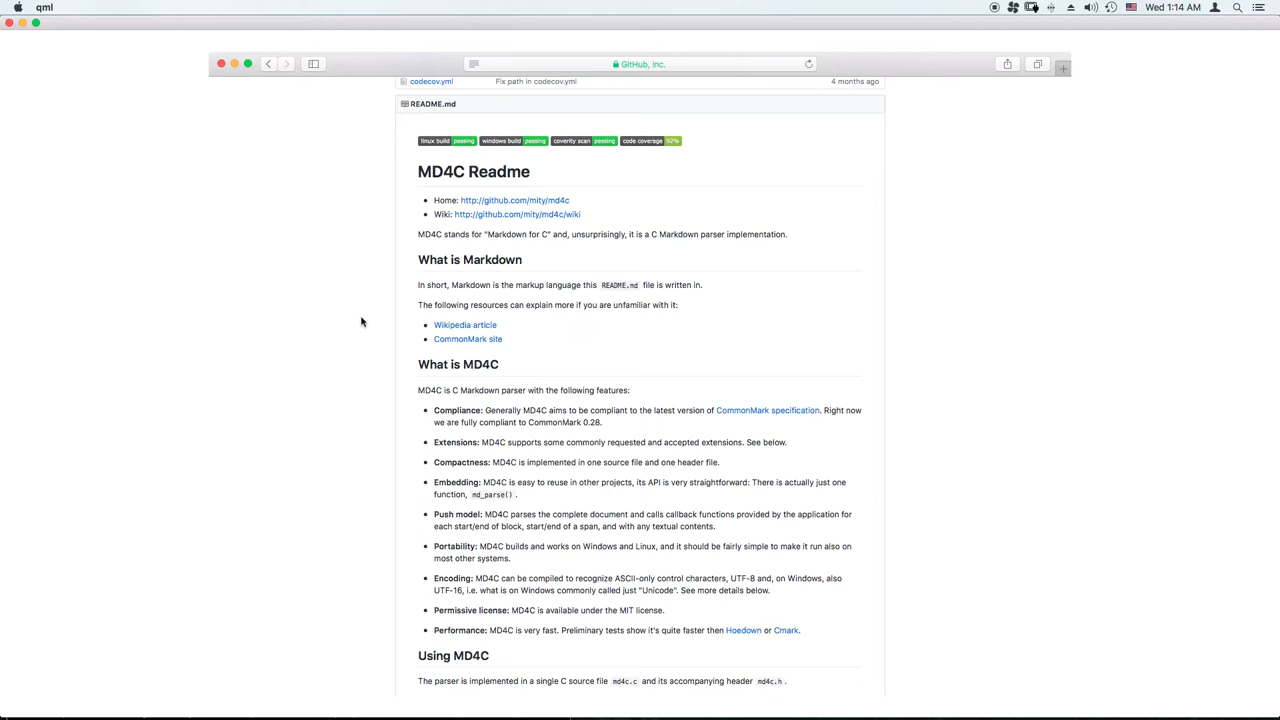 qml
Wed 1:14 AM
GitHub, Inc.
codecov.yml Fix path in codecov.yml 4 months ago
README.md
linux build passing windows build passing coverity scan passing code coverage 92%
MD4C Readme
Home: http://github.com/mity/md4c
Wiki: http://github.com/mity/md4c/wiki
MD4C stands for "Markdown for C" and, unsurprisingly, it is a C Markdown parser implementation.
What is Markdown
In short, Markdown is the markup language this README.md file is written in.
The following resources can explain more if you are unfamiliar with it:
Wikipedia article
CommonMark site
What is MD4C
MD4C is C Markdown parser with the following features:
Compliance: Generally MD4C aims to be compliant to the latest version of CommonMark specification. Right now
we are fully compliant to CommonMark 0.28.
Extensions: MD4C supports some commonly requested and accepted extensions. See below.
Compactness: MD4C is implemented in one source file and one header file.
Embedding: MD4C is easy to reuse in other projects, its API is very straightforward: There is actually just one
function, md_parse() .
Push model: MD4C parses the complete document and calls callback functions provided by the application for
each start/end of block, start/end of a span, and with any textual contents.
Portability: MD4C builds and works on Windows and Linux, and it should be fairly simple to make it run also on
most other systems.
Encoding: MD4C can be compiled to recognize ASCII-only control characters, UTF-8 and, on Windows, also
UTF-16, i.e. what is on Windows commonly called just "Unicode". See more details below.
Permissive license: MD4C is available under the MIT license.
Performance: MD4C is very fast. Preliminary tests show it's quite faster then Hoedown or Cmark.
Using MD4C
The parser is implemented in a single C source file md4c.c and its accompanying header md4c.h .